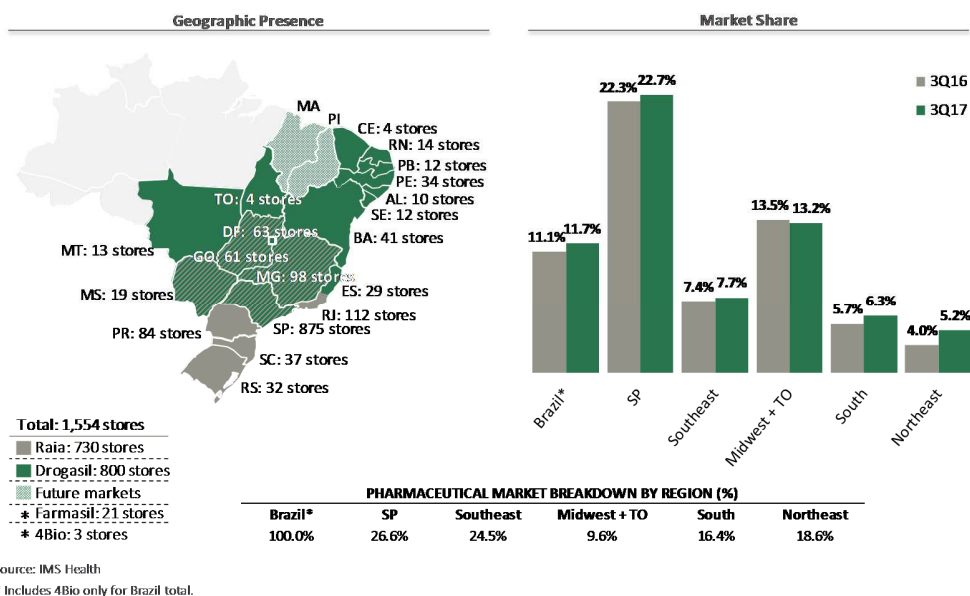 Geographic Presence
MA
PI
CE: 4 stores
RN: 14 stores
PB: 12 stores
PE: 34 stores
AL: 10 stores
SE: 12 stores
TO: 4 stores
DF: 63 stores
BA: 41 stores
MT: 13 stores
GO: 61 stores
MG: 98 stores
ES: 29 stores
MS: 19 stores
RJ: 112 stores
SP: 875 stores
PR: 84 stores
SC: 37 stores
RS: 32 stores
Total: 1,554 stores
Raia: 730 stores
Drogasil: 800 stores
Future markets
* Farmasil: 21 stores
* 4Bio: 3 stores
Market Share
3Q16
3Q17
11.1% 11.7%
22.3% 22.7%
7.4% 7.7%
13.5% 13.2%
5.7% 6.3%
4.0% 5.2%
Brazil*
SP
Southeast
Midwest + TO
South
Northeast
PHARMACEUTICAL MARKET BREAKDOWN BY REGION (%)
Brazil* SP Southeast Midwest + TO South Northeast
100.0% 26.6% 24.5% 9.6% 16.4% 18.6%
ource: IMS Health
Includes 4Bio only for Brazil total.